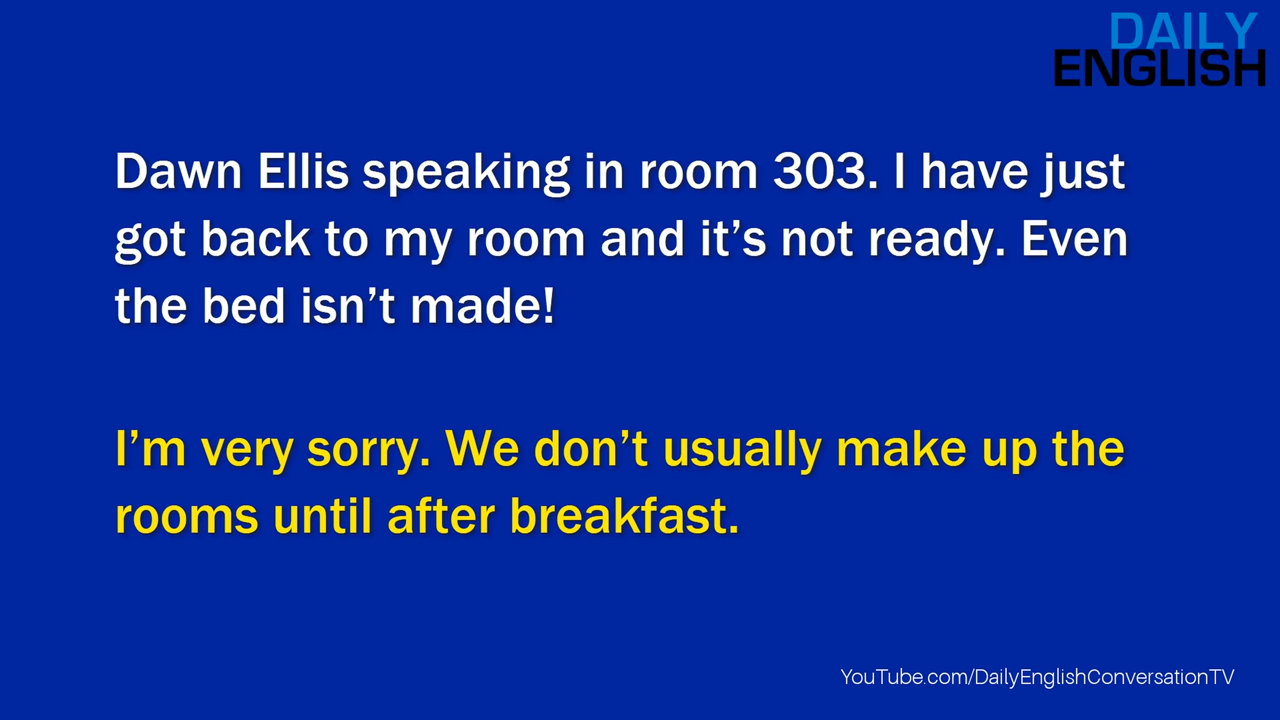 DAILY
ENGLISH
Dawn Ellis speaking in room 303. I have just
got back to my room and it’s not ready. Even
the bed isn’t made!
I’m very sorry. We don’t usually make up the
rooms until after breakfast.
YouTube.com/DailyEnglishConversationTV